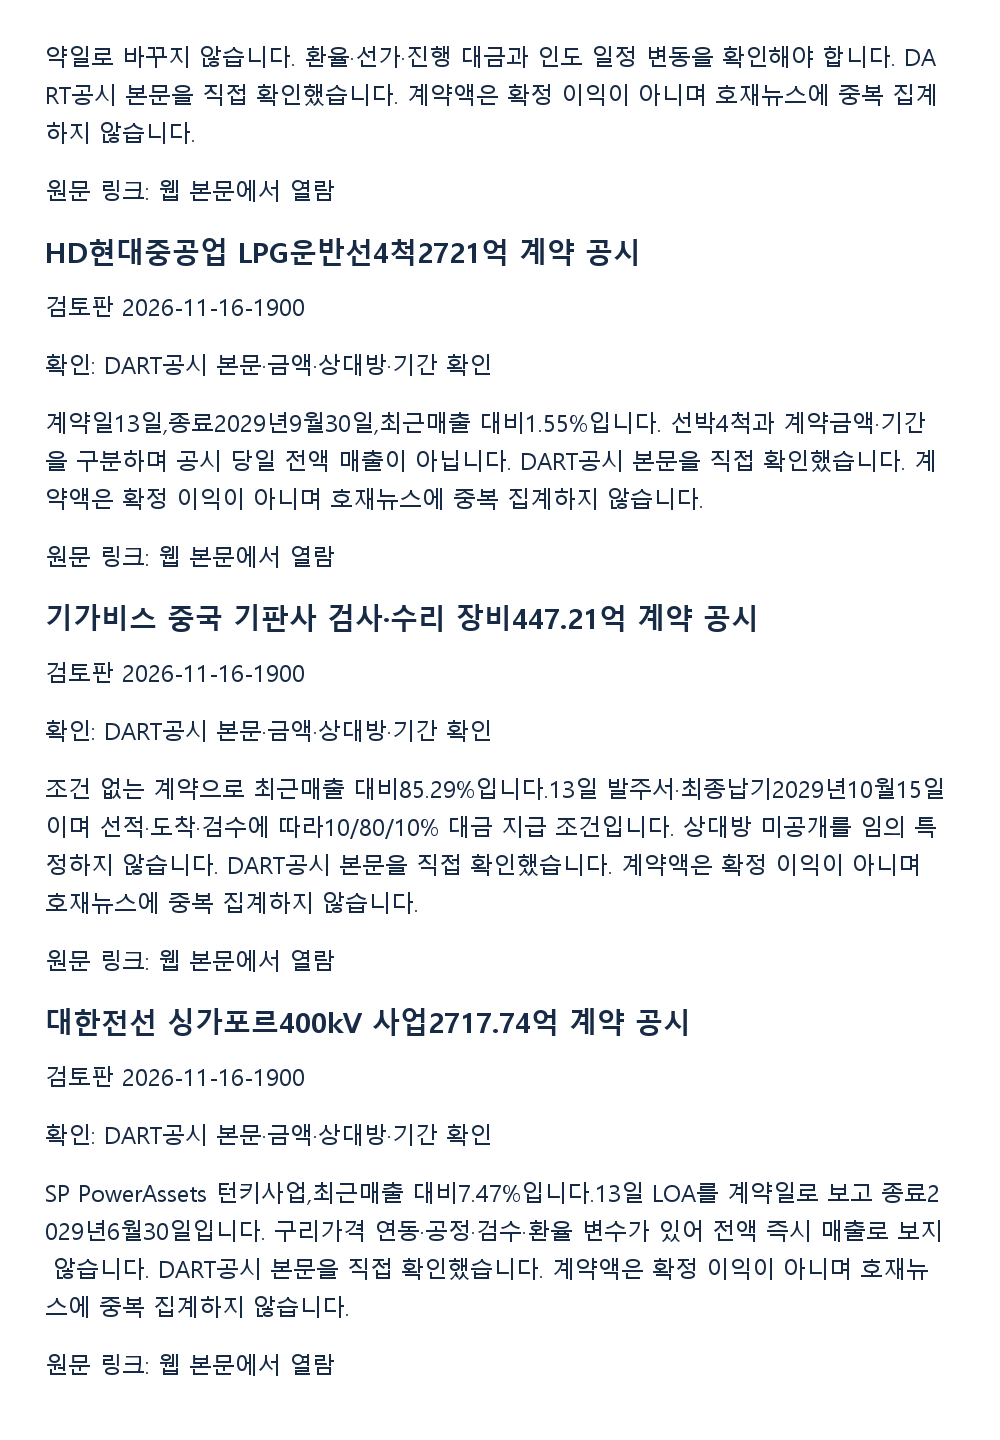 약일로 바꾸지 않습니다. 환율·선가·진행 대금과 인도 일정 변동을 확인해야 합니다. DA
RT공시 본문을 직접 확인했습니다. 계약액은 확정 이익이 아니며 호재뉴스에 중복 집계
하지 않습니다.
원문 링크: 웹 본문에서 열람
HD현대중공업 LPG운반선4척2721억 계약 공시
검토판 2026-11-16-1900
확인: DART공시 본문·금액·상대방·기간 확인
계약일13일,종료2029년9월30일,최근매출 대비1.55%입니다. 선박4척과 계약금액·기간
을 구분하며 공시 당일 전액 매출이 아닙니다. DART공시 본문을 직접 확인했습니다. 계
약액은 확정 이익이 아니며 호재뉴스에 중복 집계하지 않습니다.
원문 링크: 웹 본문에서 열람
기가비스 중국 기판사 검사·수리 장비447.21억 계약 공시
검토판 2026-11-16-1900
확인: DART공시 본문·금액·상대방·기간 확인
조건 없는 계약으로 최근매출 대비85.29%입니다.13일 발주서·최종납기2029년10월15일
이며 선적·도착·검수에 따라10/80/10% 대금 지급 조건입니다. 상대방 미공개를 임의 특
정하지 않습니다. DART공시 본문을 직접 확인했습니다. 계약액은 확정 이익이 아니며
호재뉴스에 중복 집계하지 않습니다.
원문 링크: 웹 본문에서 열람
대한전선 싱가포르400kV 사업2717.74억 계약 공시
검토판 2026-11-16-1900
확인: DART공시 본문·금액·상대방·기간 확인
SP PowerAssets 턴키사업,최근매출 대비7.47%입니다.13일 LOA를 계약일로 보고 종료2
029년6월30일입니다. 구리가격 연동·공정·검수·환율 변수가 있어 전액 즉시 매출로 보지
않습니다. DART공시 본문을 직접 확인했습니다. 계약액은 확정 이익이 아니며 호재뉴
스에 중복 집계하지 않습니다.
원문 링크: 웹 본문에서 열람